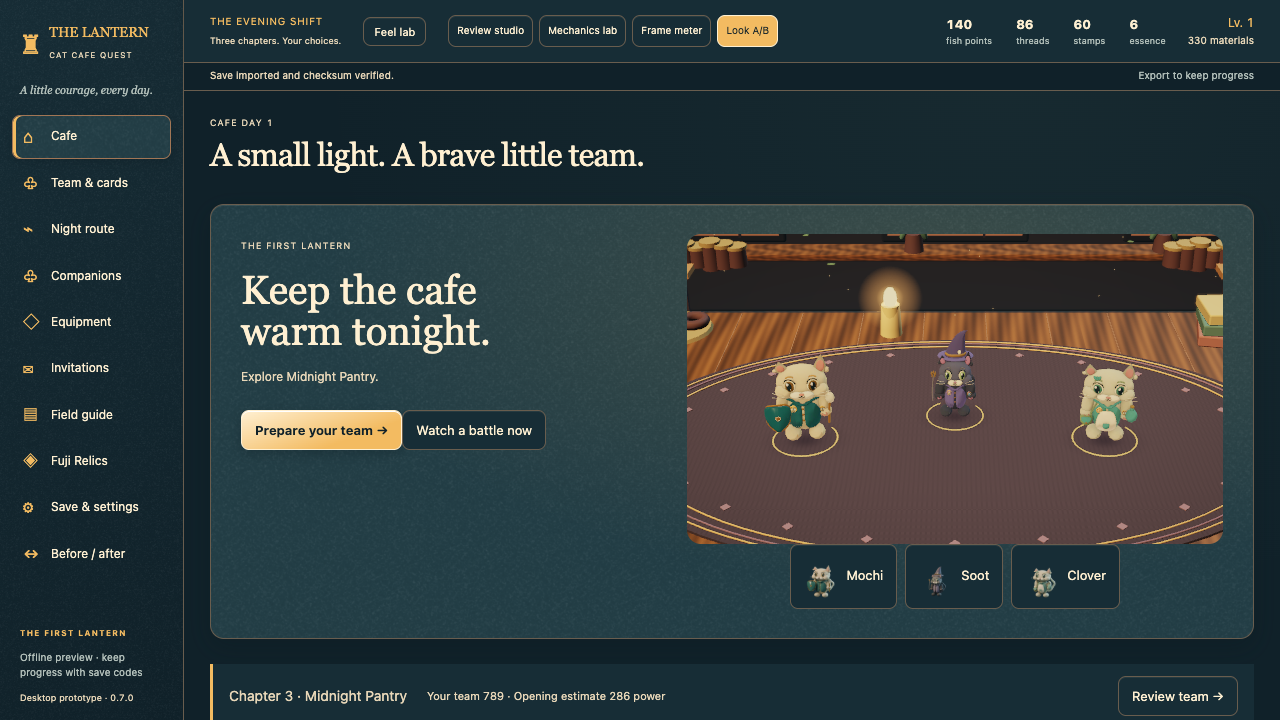 THE LANTERN
CAT CAFE QUEST
A little courage, every day.
Cafe
Team & cards
Night route
Companions
Equipment
Invitations
Field guide
Fuji Relics
Save & settings
Before / after
THE FIRST LANTERN
Offline preview · keep
progress with save codes
Desktop prototype · 0.7.0
THE EVENING SHIFT
Three chapters. Your choices.
Feel lab
Review studio
Mechanics lab
Frame meter
Look A/B
140
fish points
86
threads
60
stamps
6
essence
Lv. 1
330 materials
Save imported and checksum verified.
Export to keep progress
CAFE DAY 1
A small light. A brave little team.
THE FIRST LANTERN
Keep the cafe
warm tonight.
Explore Midnight Pantry.
Prepare your team →
Watch a battle now
Mochi
Soot
Clover
Chapter 3 · Midnight Pantry
Your team 789 · Opening estimate 286 power
Review team →